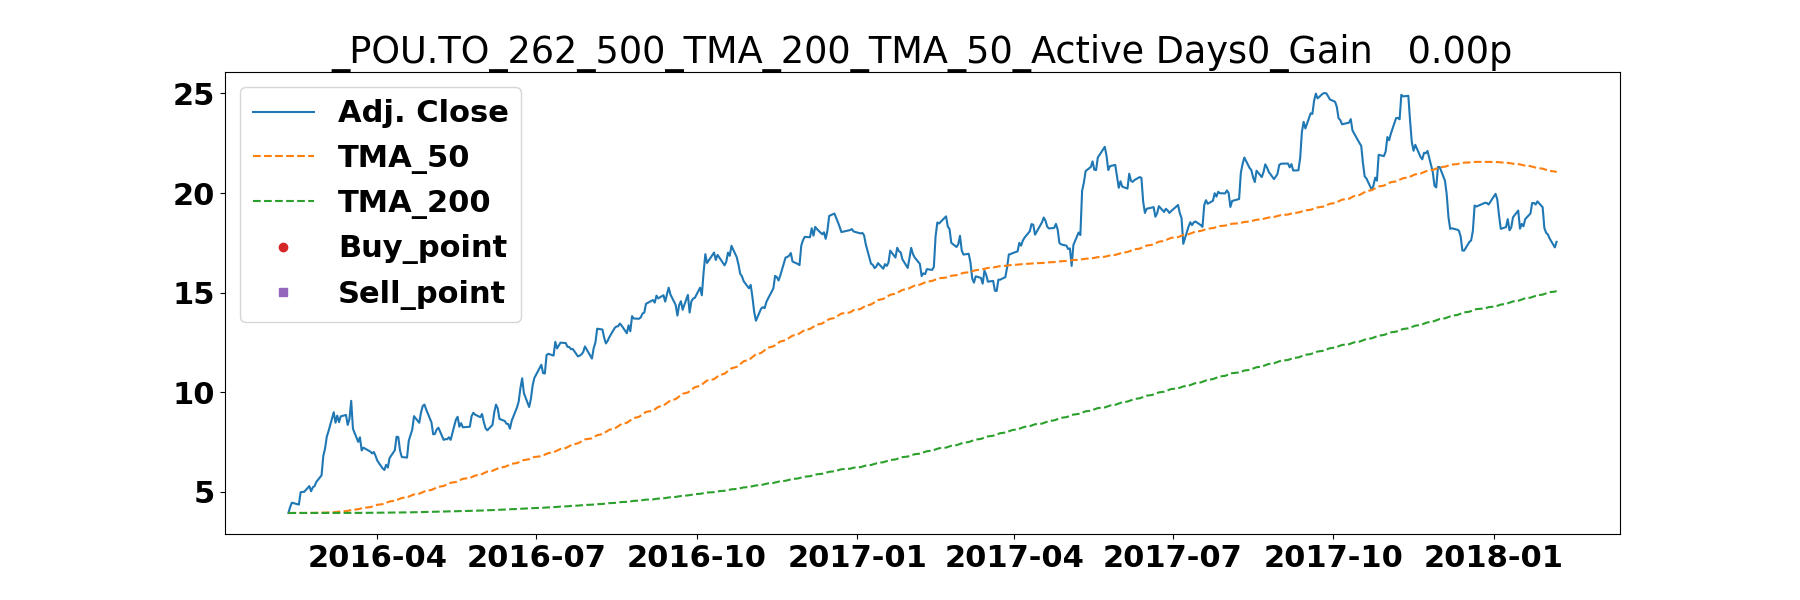 _POU.TO_262_500_TMA_200_TMA_50_Active Days0_Gain   0.00p
25
20
15
10
5
Adj. Close
TMA_50
TMA_200
Buy_point
Sell_point
2016-04 2016-07 2016-10 2017-01 2017-04 2017-07 2017-10 2018-01